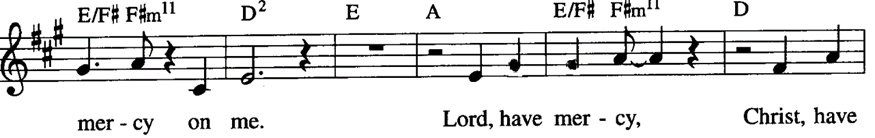 E/F# F#m11 D2 E A E/F# F#m11 D
mer - cy on me. Lord, have mer - cy, Christ, have